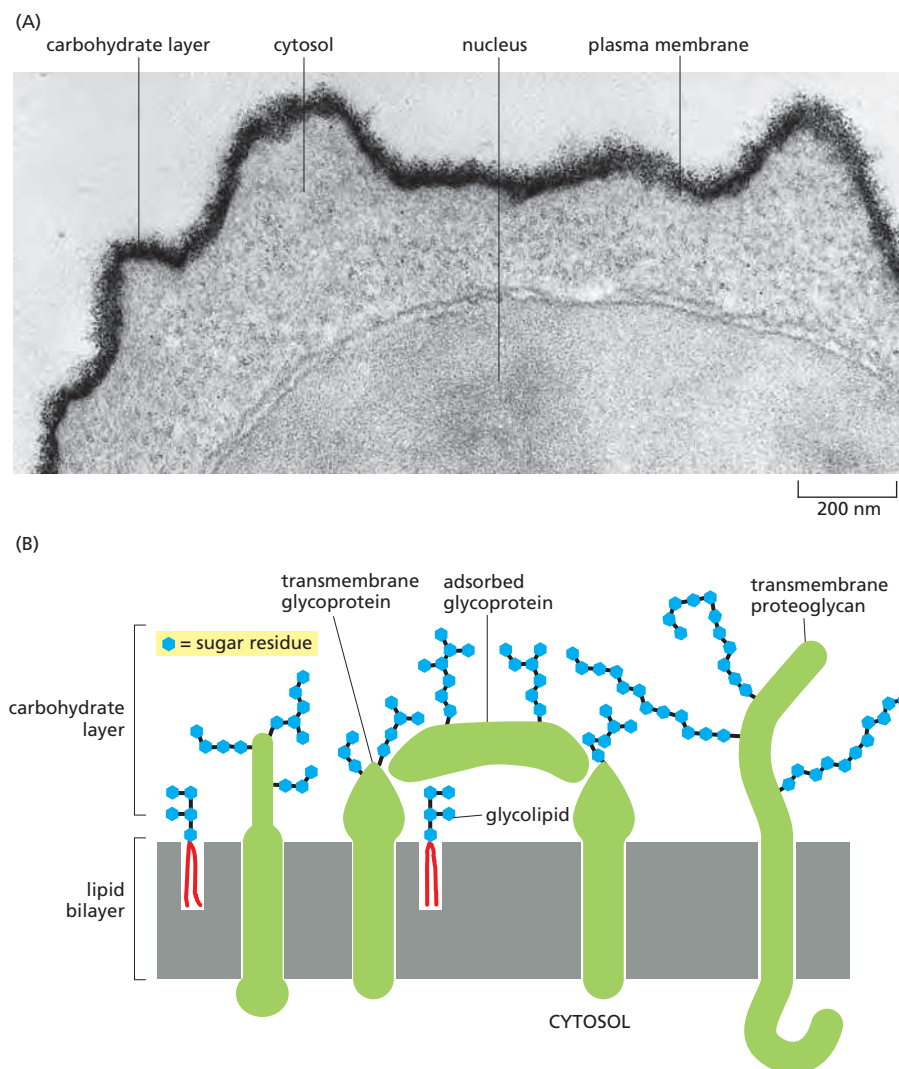 (A)
carbohydrate layer
cytosol
nucleus
plasma membrane
200 nm
(B)
transmembrane
glycoprotein
adsorbed
glycoprotein
transmembrane
proteoglycan
= sugar residue
carbohydrate
layer
glycolipid
lipid
bilayer
CYTOSOL